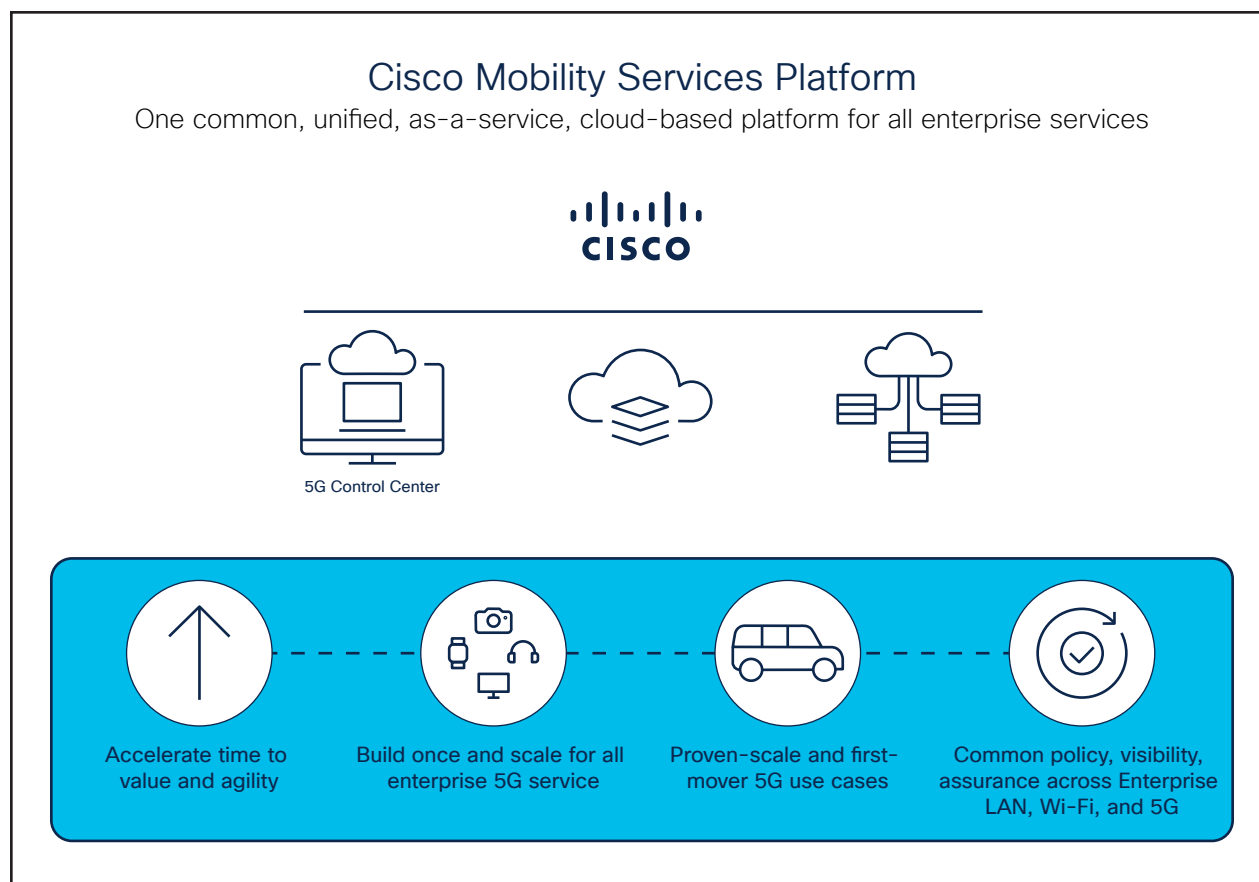 Cisco Mobility Services Platform
One common, unified, as-a-service, cloud-based platform for all enterprise services
CISCO
5G Control Center
Accelerate time to
value and agility
Build once and scale for all
enterprise 5G service
Proven-scale and first-
mover 5G use cases
Common policy, visibility,
assurance across Enterprise
LAN, Wi-Fi, and 5G